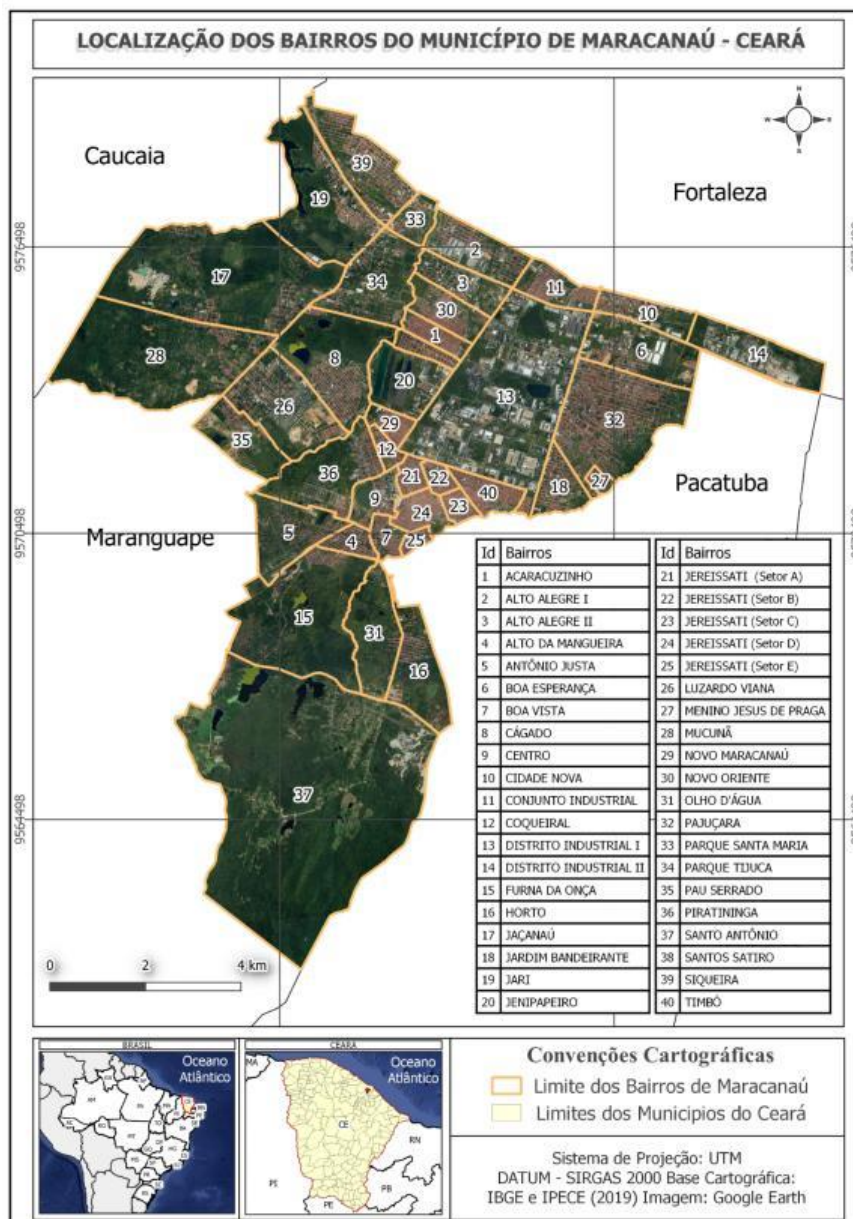 LOCALIZAÇÃO DOS BAIRROS DO MUNICÍPIO DE MARACANAÚ - CEARÁ
N
W
S
Caucaia
Fortaleza
39
19
33
2
9576498
17
34
3
11
30
10
1
6
14
28
8
20
13
26
29
32
35
12
36
21
22
18
27
Pacatuba
9
23
40
24
Maranguape
5
4
7
25
9570498
15
31
16
37
9564498
0 2 4 km
Id Bairros Id Bairros
1 ACARACUZINHO 21 JEREISSATI (Setor A)
2 ALTO ALEGRE I 22 JEREISSATI (Setor B)
3 ALTO ALEGRE II 23 JEREISSATI (Setor C)
4 ALTO DA MANGUEIRA 24 JEREISSATI (Setor D)
5 ANTÔNIO JUSTA 25 JEREISSATI (Setor E)
6 BOA ESPERANÇA 26 LUZARDO VIANA
7 BOA VISTA 27 MENINO JESUS DE PRAGA
8 CÁGADO 28 MUCUNÃ
9 CENTRO 29 NOVO MARACANAÚ
10 CIDADE NOVA 30 NOVO ORIENTE
11 CONJUNTO INDUSTRIAL 31 OLHO D'ÁGUA
12 COQUEIRAL 32 PAJUÇARA
13 DISTRITO INDUSTRIAL I 33 PARQUE SANTA MARIA
14 DISTRITO INDUSTRIAL II 34 PARQUE TIJUCA
15 FURNA DA ONÇA 35 PAU SERRADO
16 HORTO 36 PIRATININGA
17 JAÇANAÚ 37 SANTO ANTÔNIO
18 JARDIM BANDEIRANTE 38 SANTOS SATIRO
19 JARI 39 SIQUEIRA
20 JENIPAPEIRO 40 TIMBÓ
BRASIL
Oceano
Atlântico
AM
PA
MT
BA
MG
CEARÁ
MA
Oceano
Atlântico
CE
RN
PI
PB
PE
Convenções Cartográficas
Limite dos Bairros de Maracanaú
Limites dos Municipios do Ceará
Sistema de Projeção: UTM
DATUM - SIRGAS 2000 Base Cartográfica:
IBGE e IPECE (2019) Imagem: Google Earth